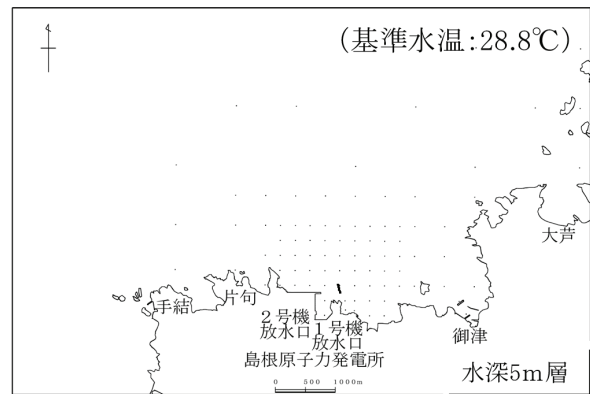 (基準水温:28.8℃)
大芦
手結
片句
2号機
放水口
1号機
放水口
御津
島根原子力発電所
水深5m層
0 500 1000m